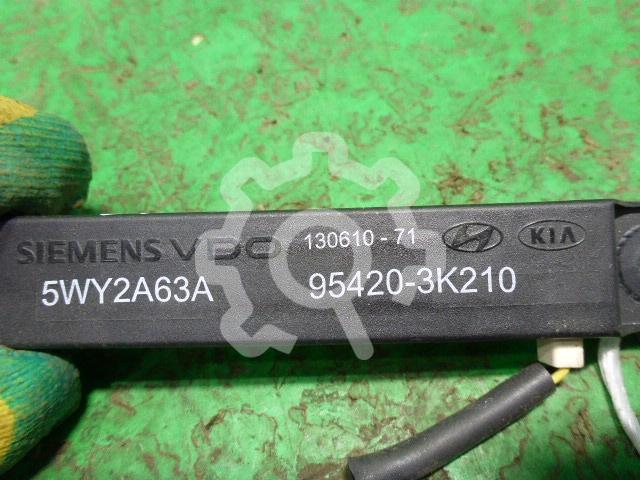 SIEMENS VDO 130610-71 KIA
5WY2A63A 95420-3K210